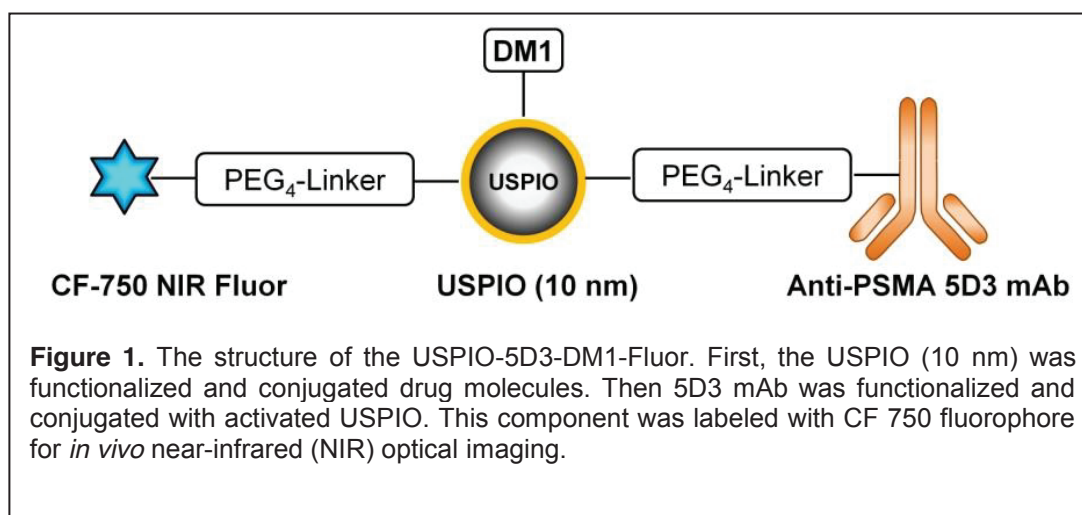 DM1
PEG₄-Linker
USPIO
PEG₄-Linker
CF-750 NIR Fluor
USPIO (10 nm)
Anti-PSMA 5D3 mAb
Figure 1. The structure of the USPIO-5D3-DM1-Fluor. First, the USPIO (10 nm) was
functionalized and conjugated drug molecules. Then 5D3 mAb was functionalized and
conjugated with activated USPIO. This component was labeled with CF 750 fluorophore
for in vivo near-infrared (NIR) optical imaging.